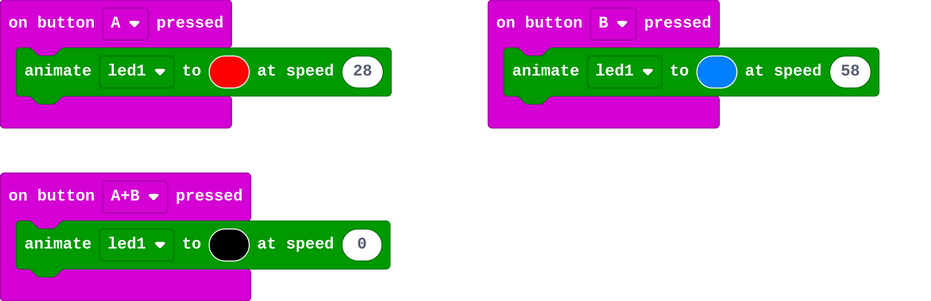 on button A pressed
animate led1 to at speed 28
on button B pressed
animate led1 to at speed 58
on button A+B pressed
animate led1 to at speed 0